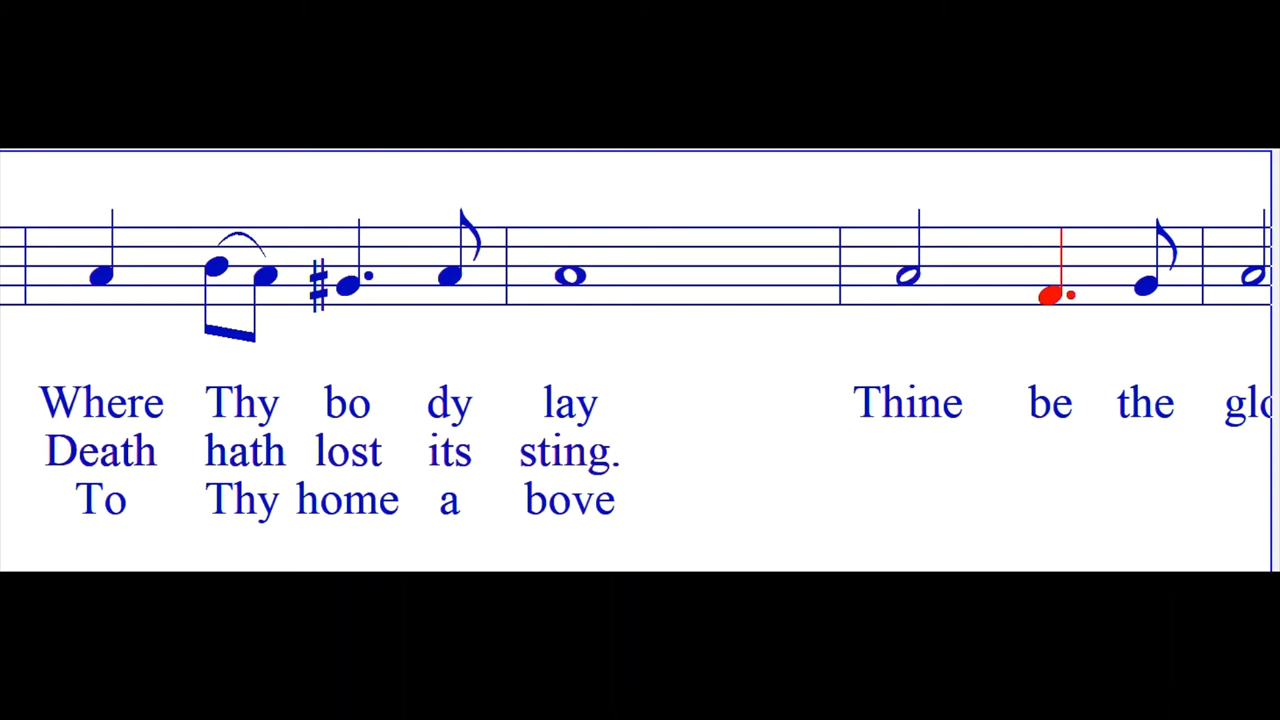 Where Thy bo dy lay Thine be the glo
Death hath lost its sting.
To Thy home a bove